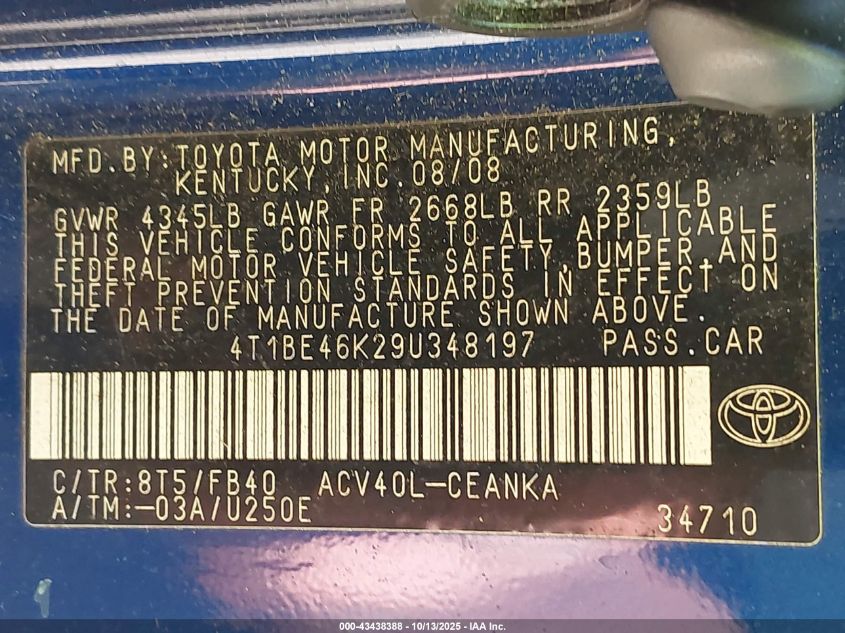 MFD. BY: TOYOTA MOTOR MANUFACTURING,
KENTUCKY, INC. 08/08
GVWR 4345LB GAWR FR 2668LB RR 2359LB
THIS VEHICLE CONFORMS TO ALL APPLICABLE
FEDERAL MOTOR VEHICLE SAFETY, BUMPER, AND
THEFT PREVENTION STANDARDS IN EFFECT ON
THE DATE OF MANUFACTURE SHOWN ABOVE.
4T1BE46K29U348197 PASS. CAR
C/TR: 8T5/FB40 ACV40L-CEANKA
A/TM: -03A/U250E
34710
000-43438388 - 10/13/2025 - IAA Inc.